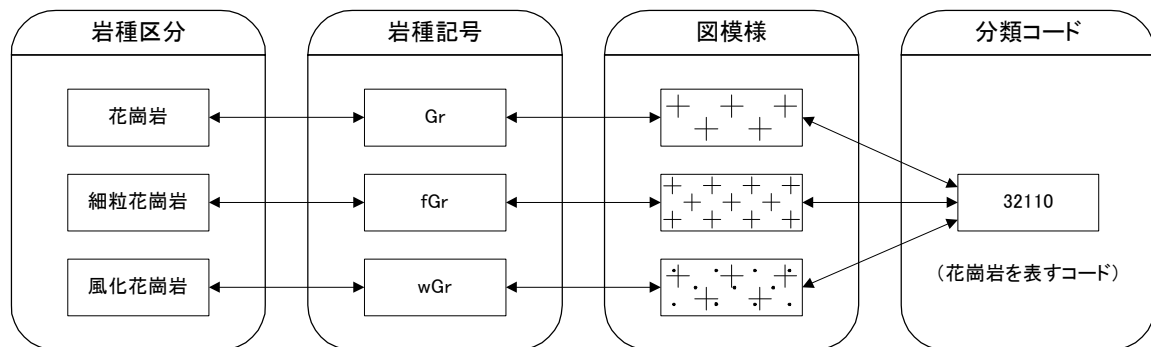 岩種区分
岩種記号
図模様
分類コード
花崗岩
Gr
細粒花崗岩
fGr
32110
風化花崗岩
wGr
（花崗岩を表すコード）